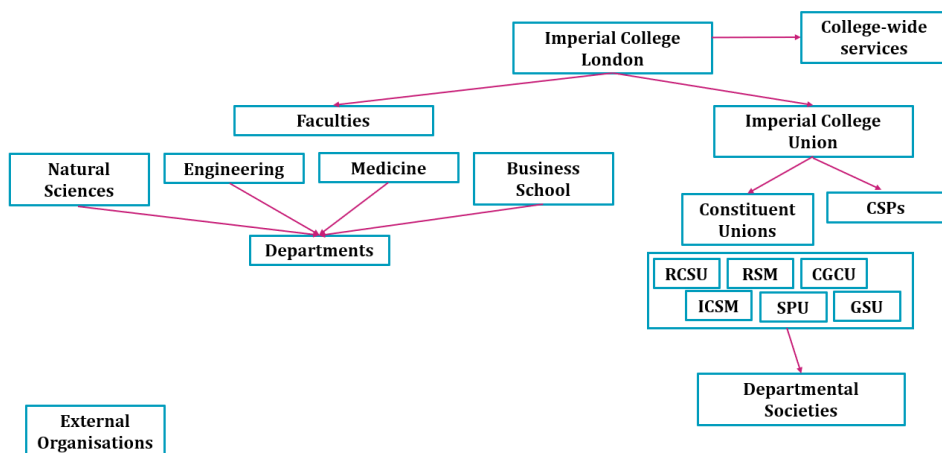 Imperial College
London
College-wide
services
Faculties
Imperial College
Union
Natural
Sciences
Engineering
Medicine
Business
School
Constituent
Unions
CSPs
Departments
RCSU
RSM
CGCU
ICSM
SPU
GSU
Departmental
Societies
External
Organisations